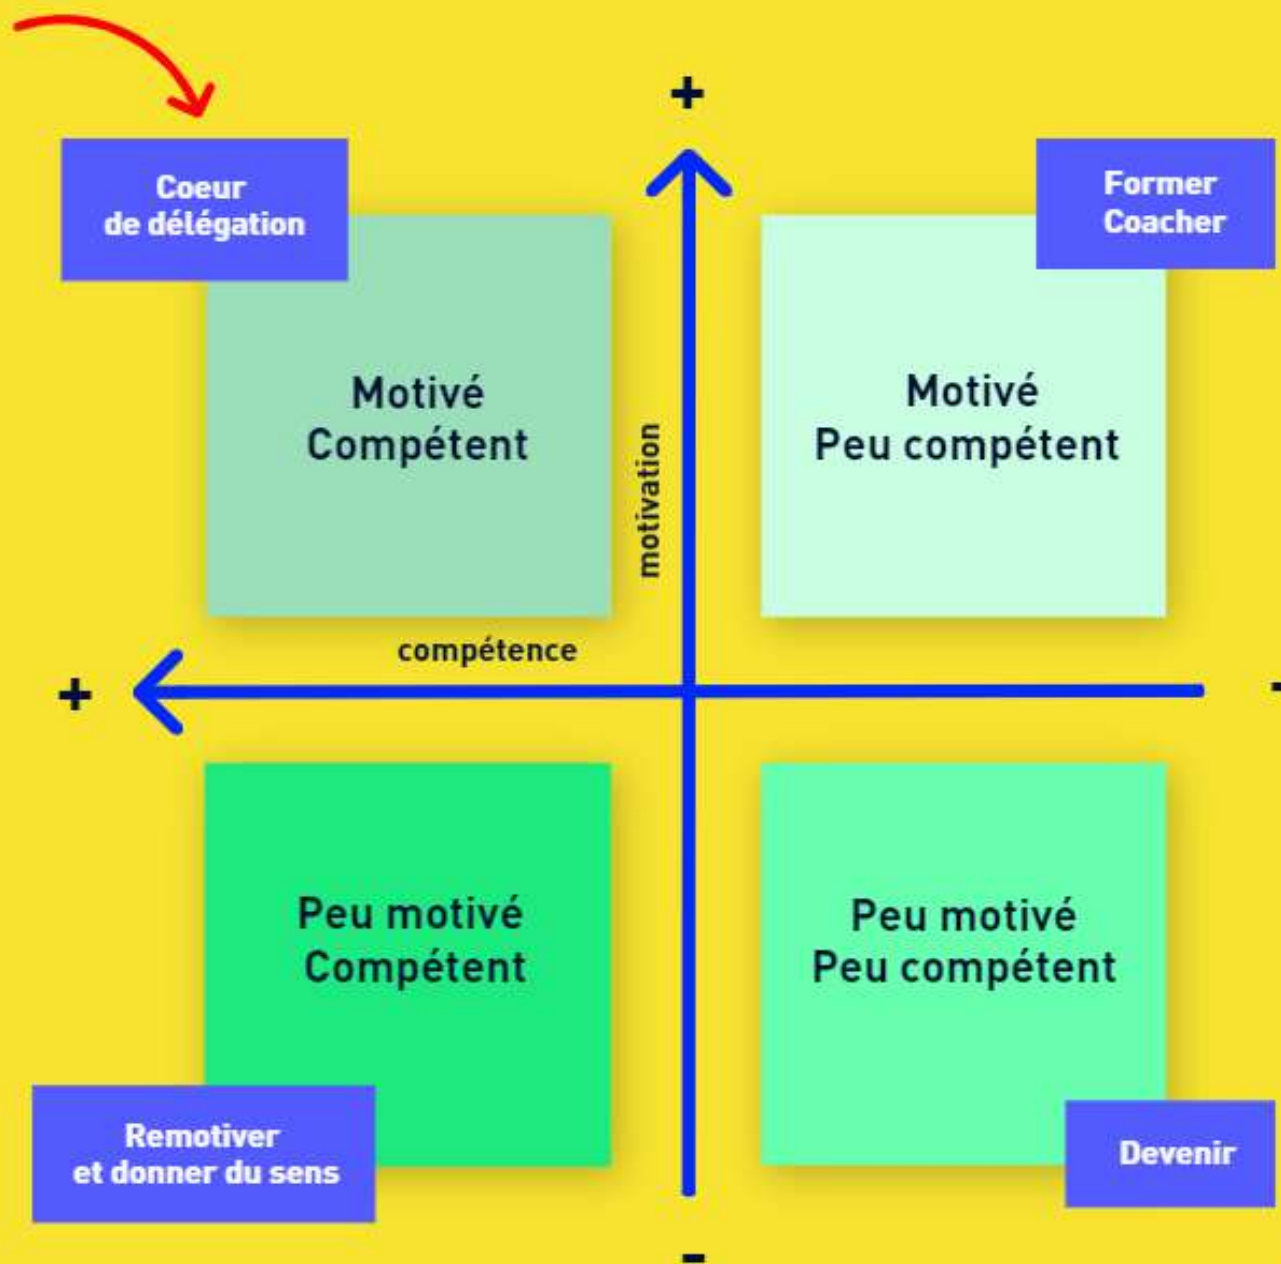 +
Coeur
de délégation
Former
Coacher
Motivé
Compétent
motivation
Motivé
Peu compétent
compétence
+
-
Peu motivé
Compétent
Peu motivé
Peu compétent
Remotiver
et donner du sens
Devenir
-